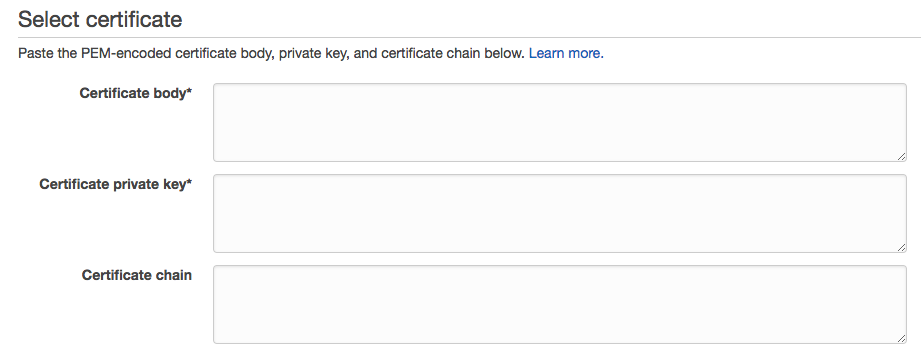 Select certificate
Paste the PEM-encoded certificate body, private key, and certificate chain below. Learn more.
Certificate body*
Certificate private key*
Certificate chain